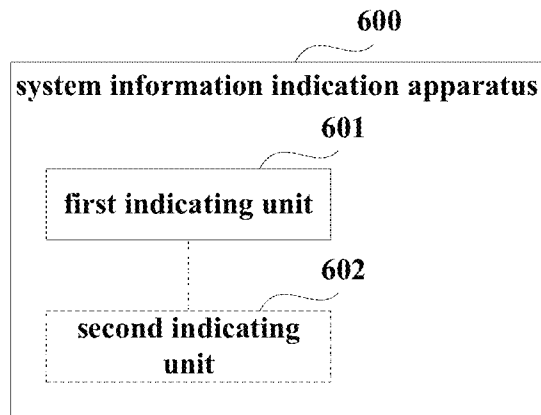 600
system information indication apparatus
601
first indicating unit
602
second indicating
unit